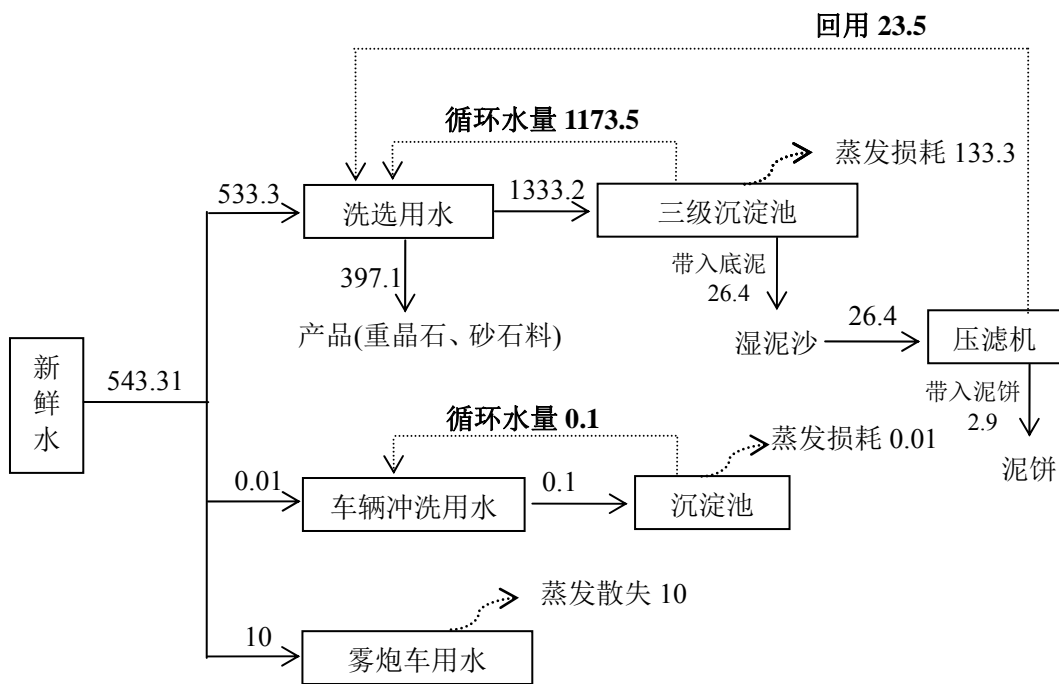 回用 23.5
循环水量 1173.5
蒸发损耗 133.3
533.3
洗选用水
1333.2
三级沉淀池
397.1
带入底泥
26.4
产品(重晶石、砂石料)
湿泥沙
26.4
压滤机
新
鲜
水
543.31
带入泥饼
2.9
泥饼
循环水量 0.1
蒸发损耗 0.01
0.01
车辆冲洗用水
0.1
沉淀池
蒸发散失 10
10
雾炮车用水